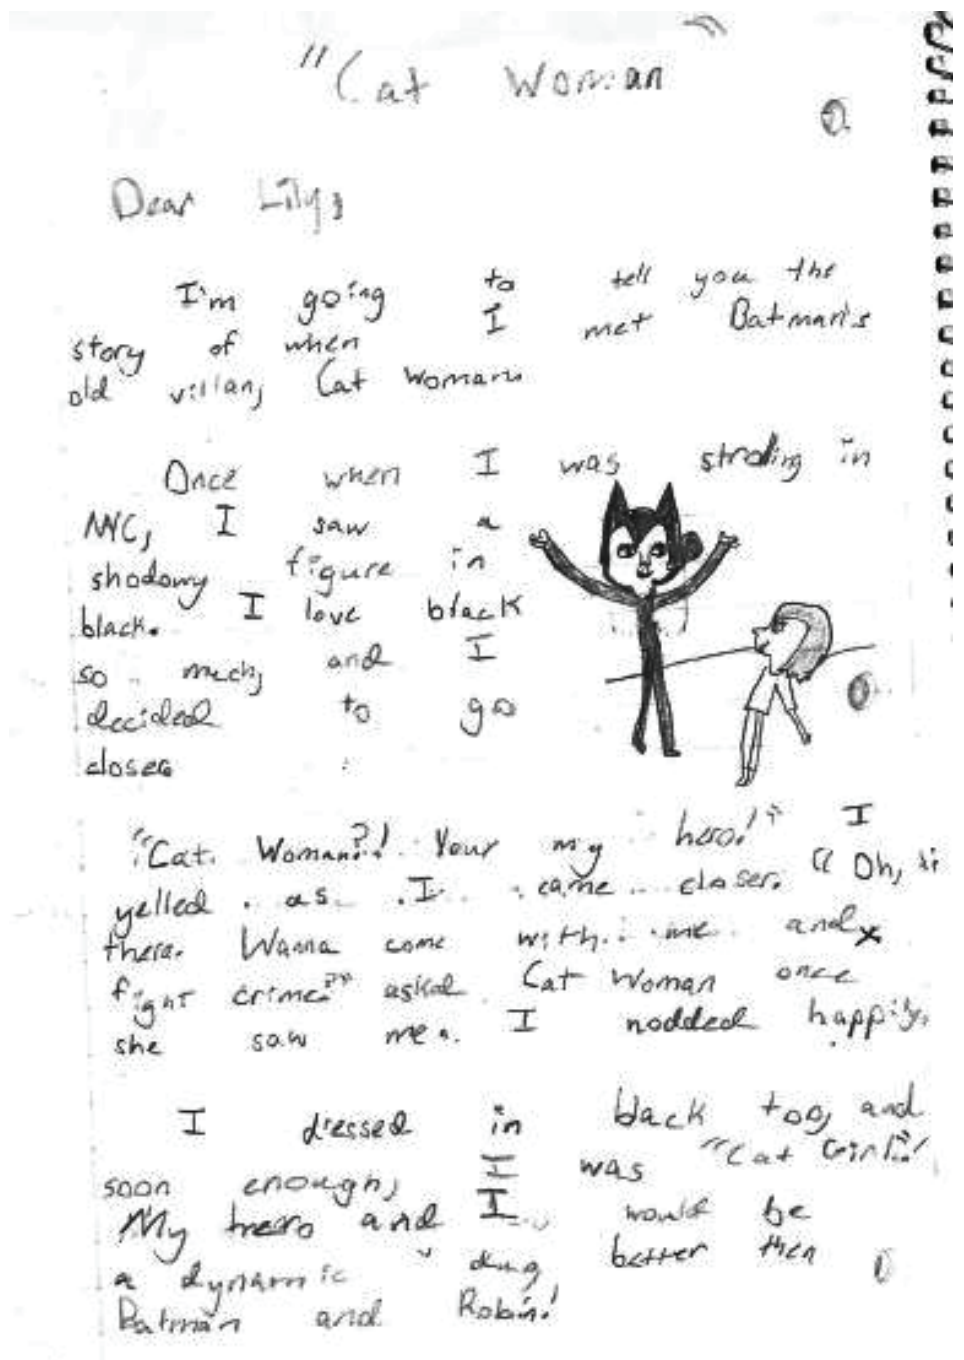 "Cat Woman"
Dear Lily,
I'm going to tell you the
story of when I met Batman's
old villan, Cat Woman.
Once when I was stroling in
NYC, I saw a
shodowy figure in
black. I love black
so much, and I
decided to go
closer.
"Cat Woman?! Your my hero!" I
yelled as I came closer. "Oh, hi
there. Wanna come with me and
fight crime?" asked Cat Woman once
she saw me. I nodded happily.
I dressed in black too, and
soon enough, I was "Cat Girl"!
My hero and I would be
a dynamic duo, better then
Batman and Robin!